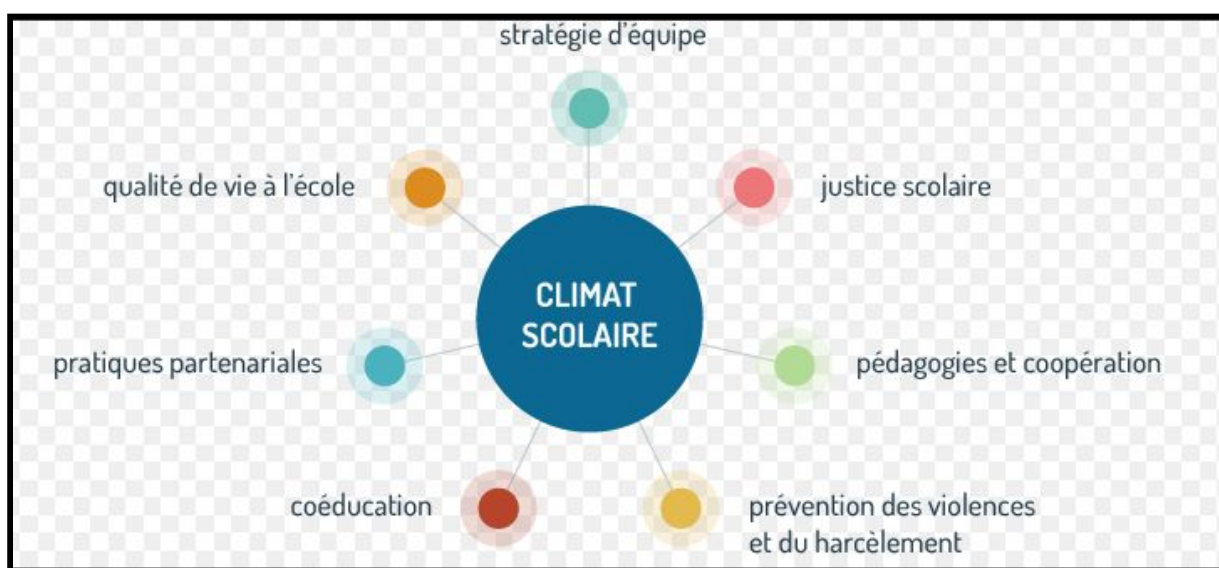 stratégie d'équipe
qualité de vie à l'école
justice scolaire
CLIMAT
SCOLAIRE
pratiques partenariales
pédagogies et coopération
coéducation
prévention des violences
et du harcèlement